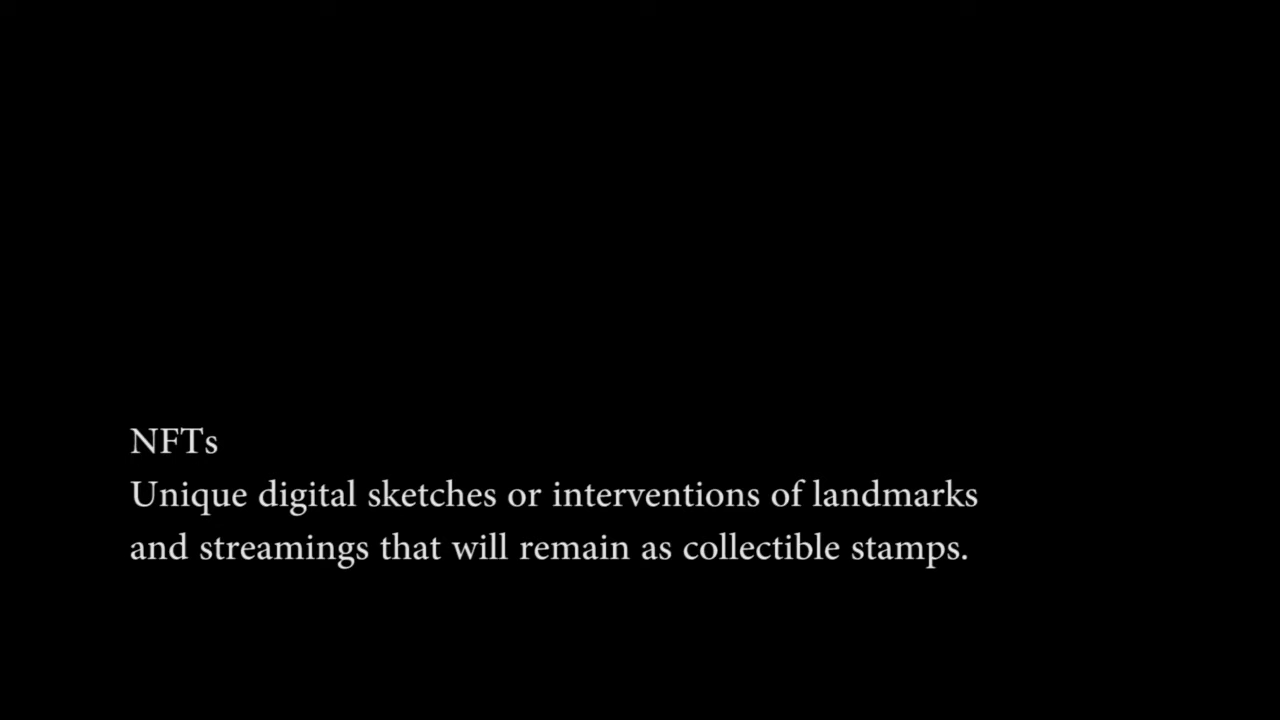 NFTs
Unique digital sketches or interventions of landmarks
and streamings that will remain as collectible stamps.